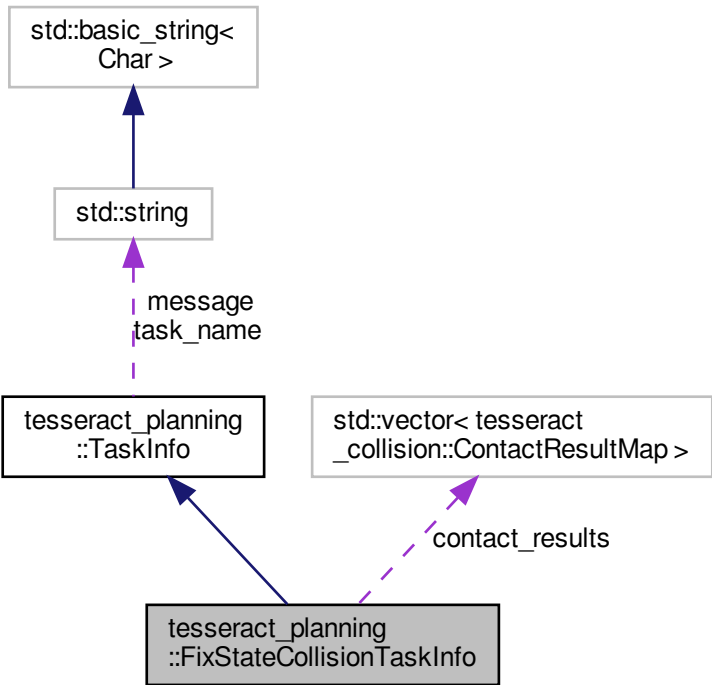 std::basic_string<
Char >
std::string
message
task_name
tesseract_planning
::TaskInfo
std::vector< tesseract
_collision::ContactResultMap >
contact_results
tesseract_planning
::FixStateCollisionTaskInfo